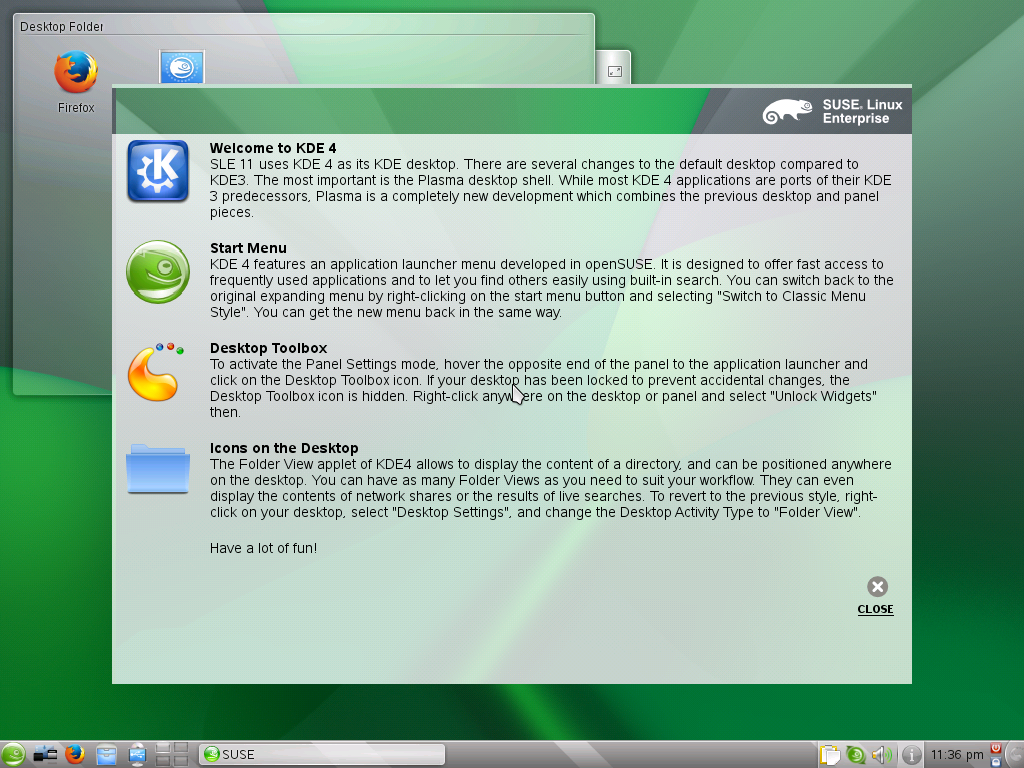 Desktop Folder
Firefox
SUSE. Linux
Enterprise
Welcome to KDE 4
SLE 11 uses KDE 4 as its KDE desktop. There are several changes to the default desktop compared to
KDE3. The most important is the Plasma desktop shell. While most KDE 4 applications are ports of their KDE
3 predecessors, Plasma is a completely new development which combines the previous desktop and panel
pieces.
Start Menu
KDE 4 features an application launcher menu developed in openSUSE. It is designed to offer fast access to
frequently used applications and to let you find others easily using built-in search. You can switch back to the
original expanding menu by right-clicking on the start menu button and selecting "Switch to Classic Menu
Style". You can get the new menu back in the same way.
Desktop Toolbox
To activate the Panel Settings mode, hover the opposite end of the panel to the application launcher and
click on the Desktop Toolbox icon. If your desktop has been locked to prevent accidental changes, the
Desktop Toolbox icon is hidden. Right-click anywhere on the desktop or panel and select "Unlock Widgets"
then.
Icons on the Desktop
The Folder View applet of KDE4 allows to display the content of a directory, and can be positioned anywhere
on the desktop. You can have as many Folder Views as you need to suit your workflow. They can even
display the contents of network shares or the results of live searches. To revert to the previous style, right-
click on your desktop, select "Desktop Settings", and change the Desktop Activity Type to "Folder View".
Have a lot of fun!
CLOSE
SUSE
11:36 pm